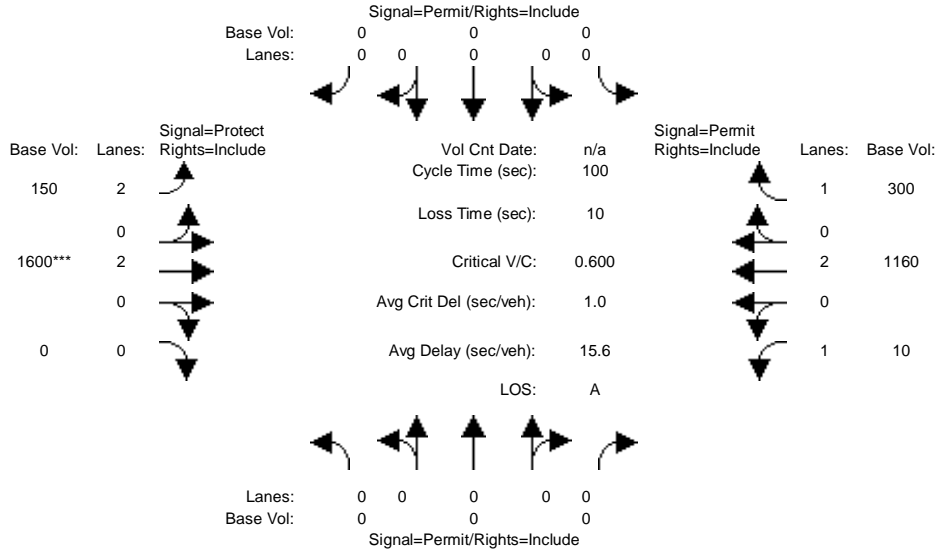 Signal=Permit/Rights=Include
Base Vol: 0 0 0
Lanes: 0 0 0 0 0
Signal=Protect Signal=Permit
Base Vol: Lanes: Rights=Include Vol Cnt Date: n/a Rights=Include Lanes: Base Vol:
Cycle Time (sec): 100
150 2 1 300
Loss Time (sec): 10
0 0
1600*** 2 Critical V/C: 0.600 2 1160
0 Avg Crit Del (sec/veh): 1.0 0
0 0 Avg Delay (sec/veh): 15.6 1 10
LOS: A
Lanes: 0 0 0 0 0
Base Vol: 0 0 0
Signal=Permit/Rights=Include